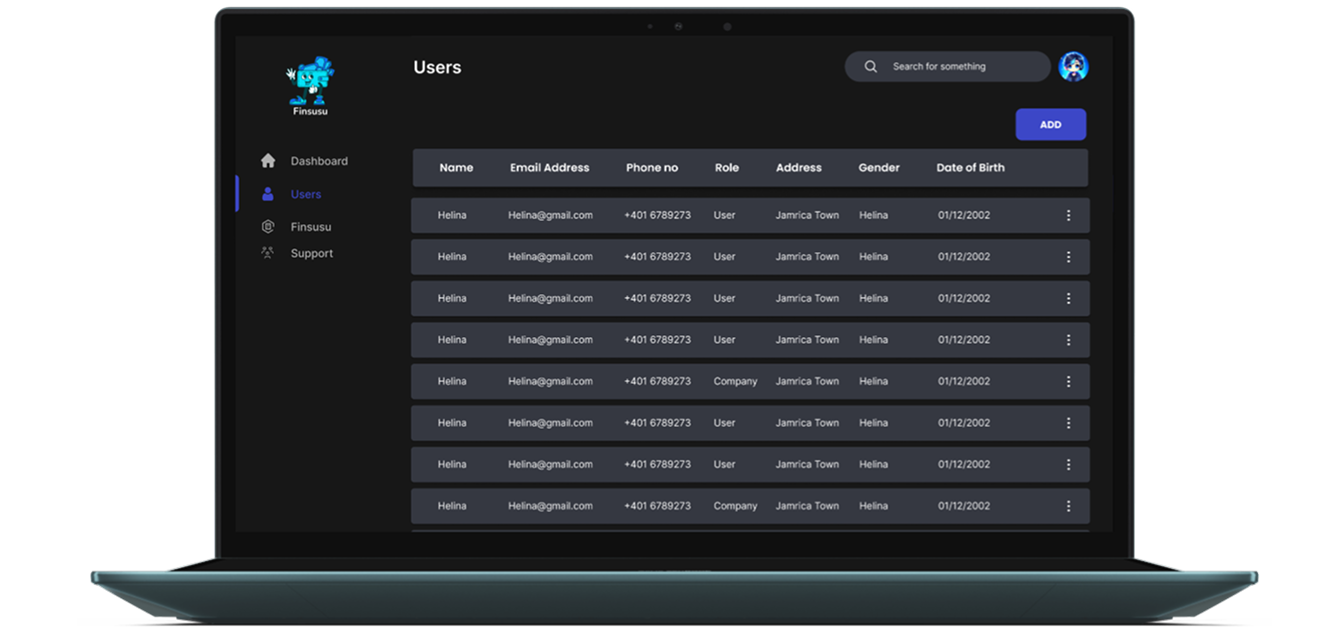 Finsusu
Dashboard
Users
Finsusu
Support
Users
Search for something
ADD
Name Email Address Phone no Role Address Gender Date of Birth
Helina Helina@gmail.com +401 6789273 User Jamrica Town Helina 01/12/2002
Helina Helina@gmail.com +401 6789273 User Jamrica Town Helina 01/12/2002
Helina Helina@gmail.com +401 6789273 User Jamrica Town Helina 01/12/2002
Helina Helina@gmail.com +401 6789273 User Jamrica Town Helina 01/12/2002
Helina Helina@gmail.com +401 6789273 Company Jamrica Town Helina 01/12/2002
Helina Helina@gmail.com +401 6789273 User Jamrica Town Helina 01/12/2002
Helina Helina@gmail.com +401 6789273 User Jamrica Town Helina 01/12/2002
Helina Helina@gmail.com +401 6789273 Company Jamrica Town Helina 01/12/2002